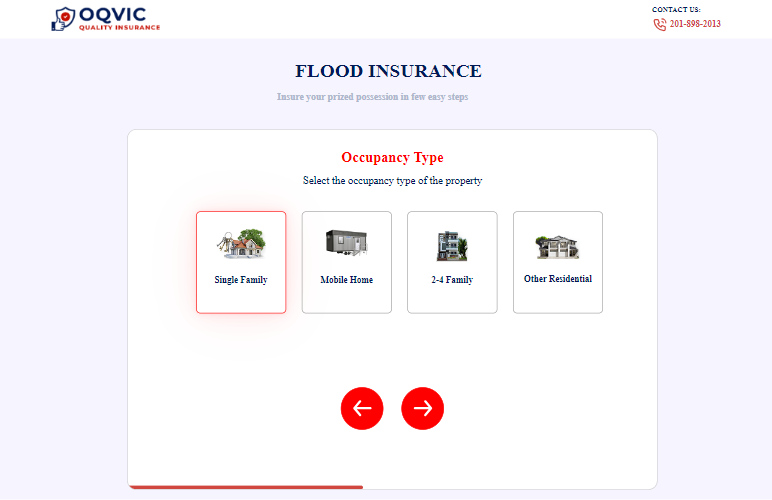 OQVIC
QUALITY INSURANCE
CONTACT US:
201-898-2013
FLOOD INSURANCE
Insure your prized possession in few easy steps
Occupancy Type
Select the occupancy type of the property
Single Family
Mobile Home
2-4 Family
Other Residential